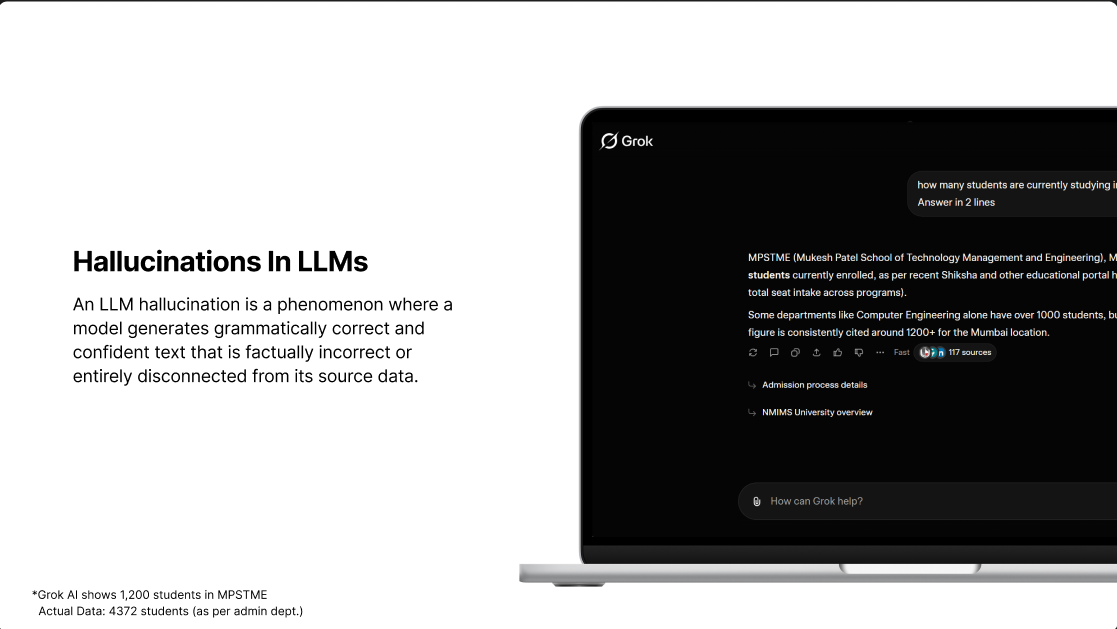 Grok
how many students are currently studying
Answer in 2 lines
MPSTME (Mukesh Patel School of Technology Management and Engineering),
students currently enrolled, as per recent Shiksha and other educational portal
total seat intake across programs).
Some departments like Computer Engineering alone have over 1000 students,
figure is consistently cited around 1200+ for the Mumbai location.
Fast 117 sources
Admission process details
NMIMS University overview
How can Grok help?
Hallucinations In LLMs
An LLM hallucination is a phenomenon where a
model generates grammatically correct and
confident text that is factually incorrect or
entirely disconnected from its source data.
*Grok AI shows 1,200 students in MPSTME
Actual Data: 4372 students (as per admin dept.)